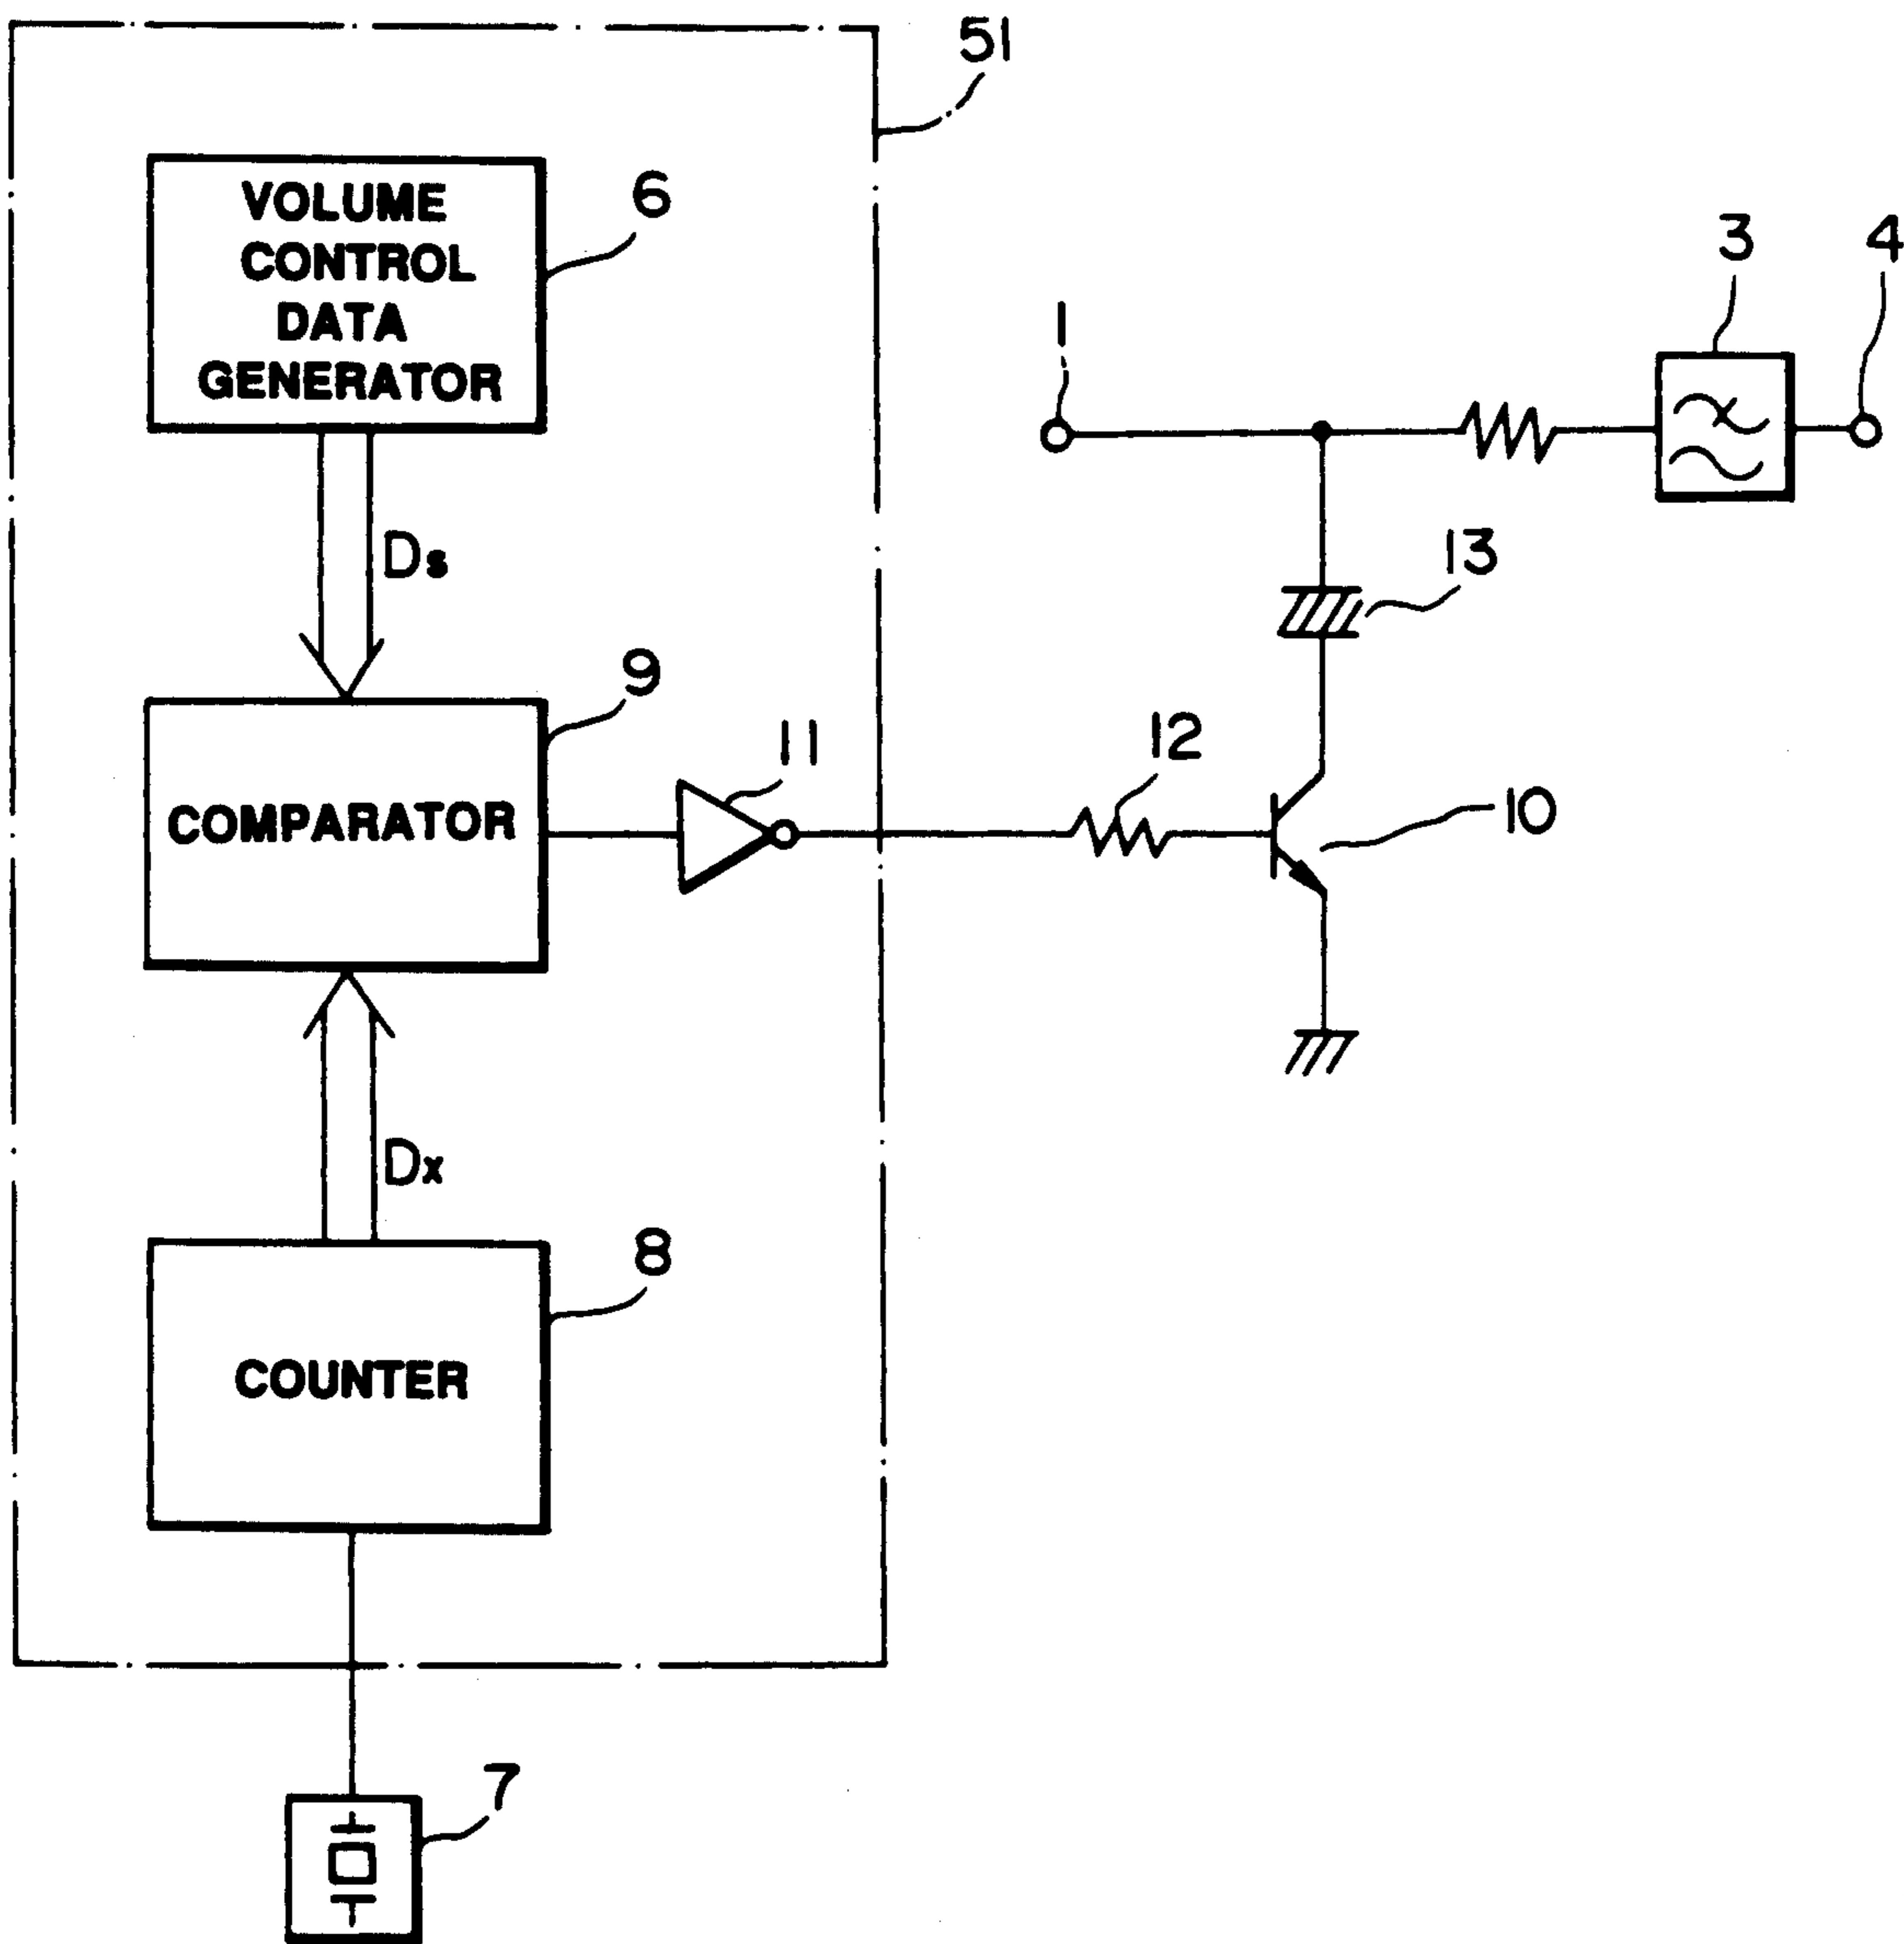 51
VOLUME
CONTROL
DATA
GENERATOR
6
3
4
1
Ds
13
9
11
12
COMPARATOR
10
Dx
8
COUNTER
7